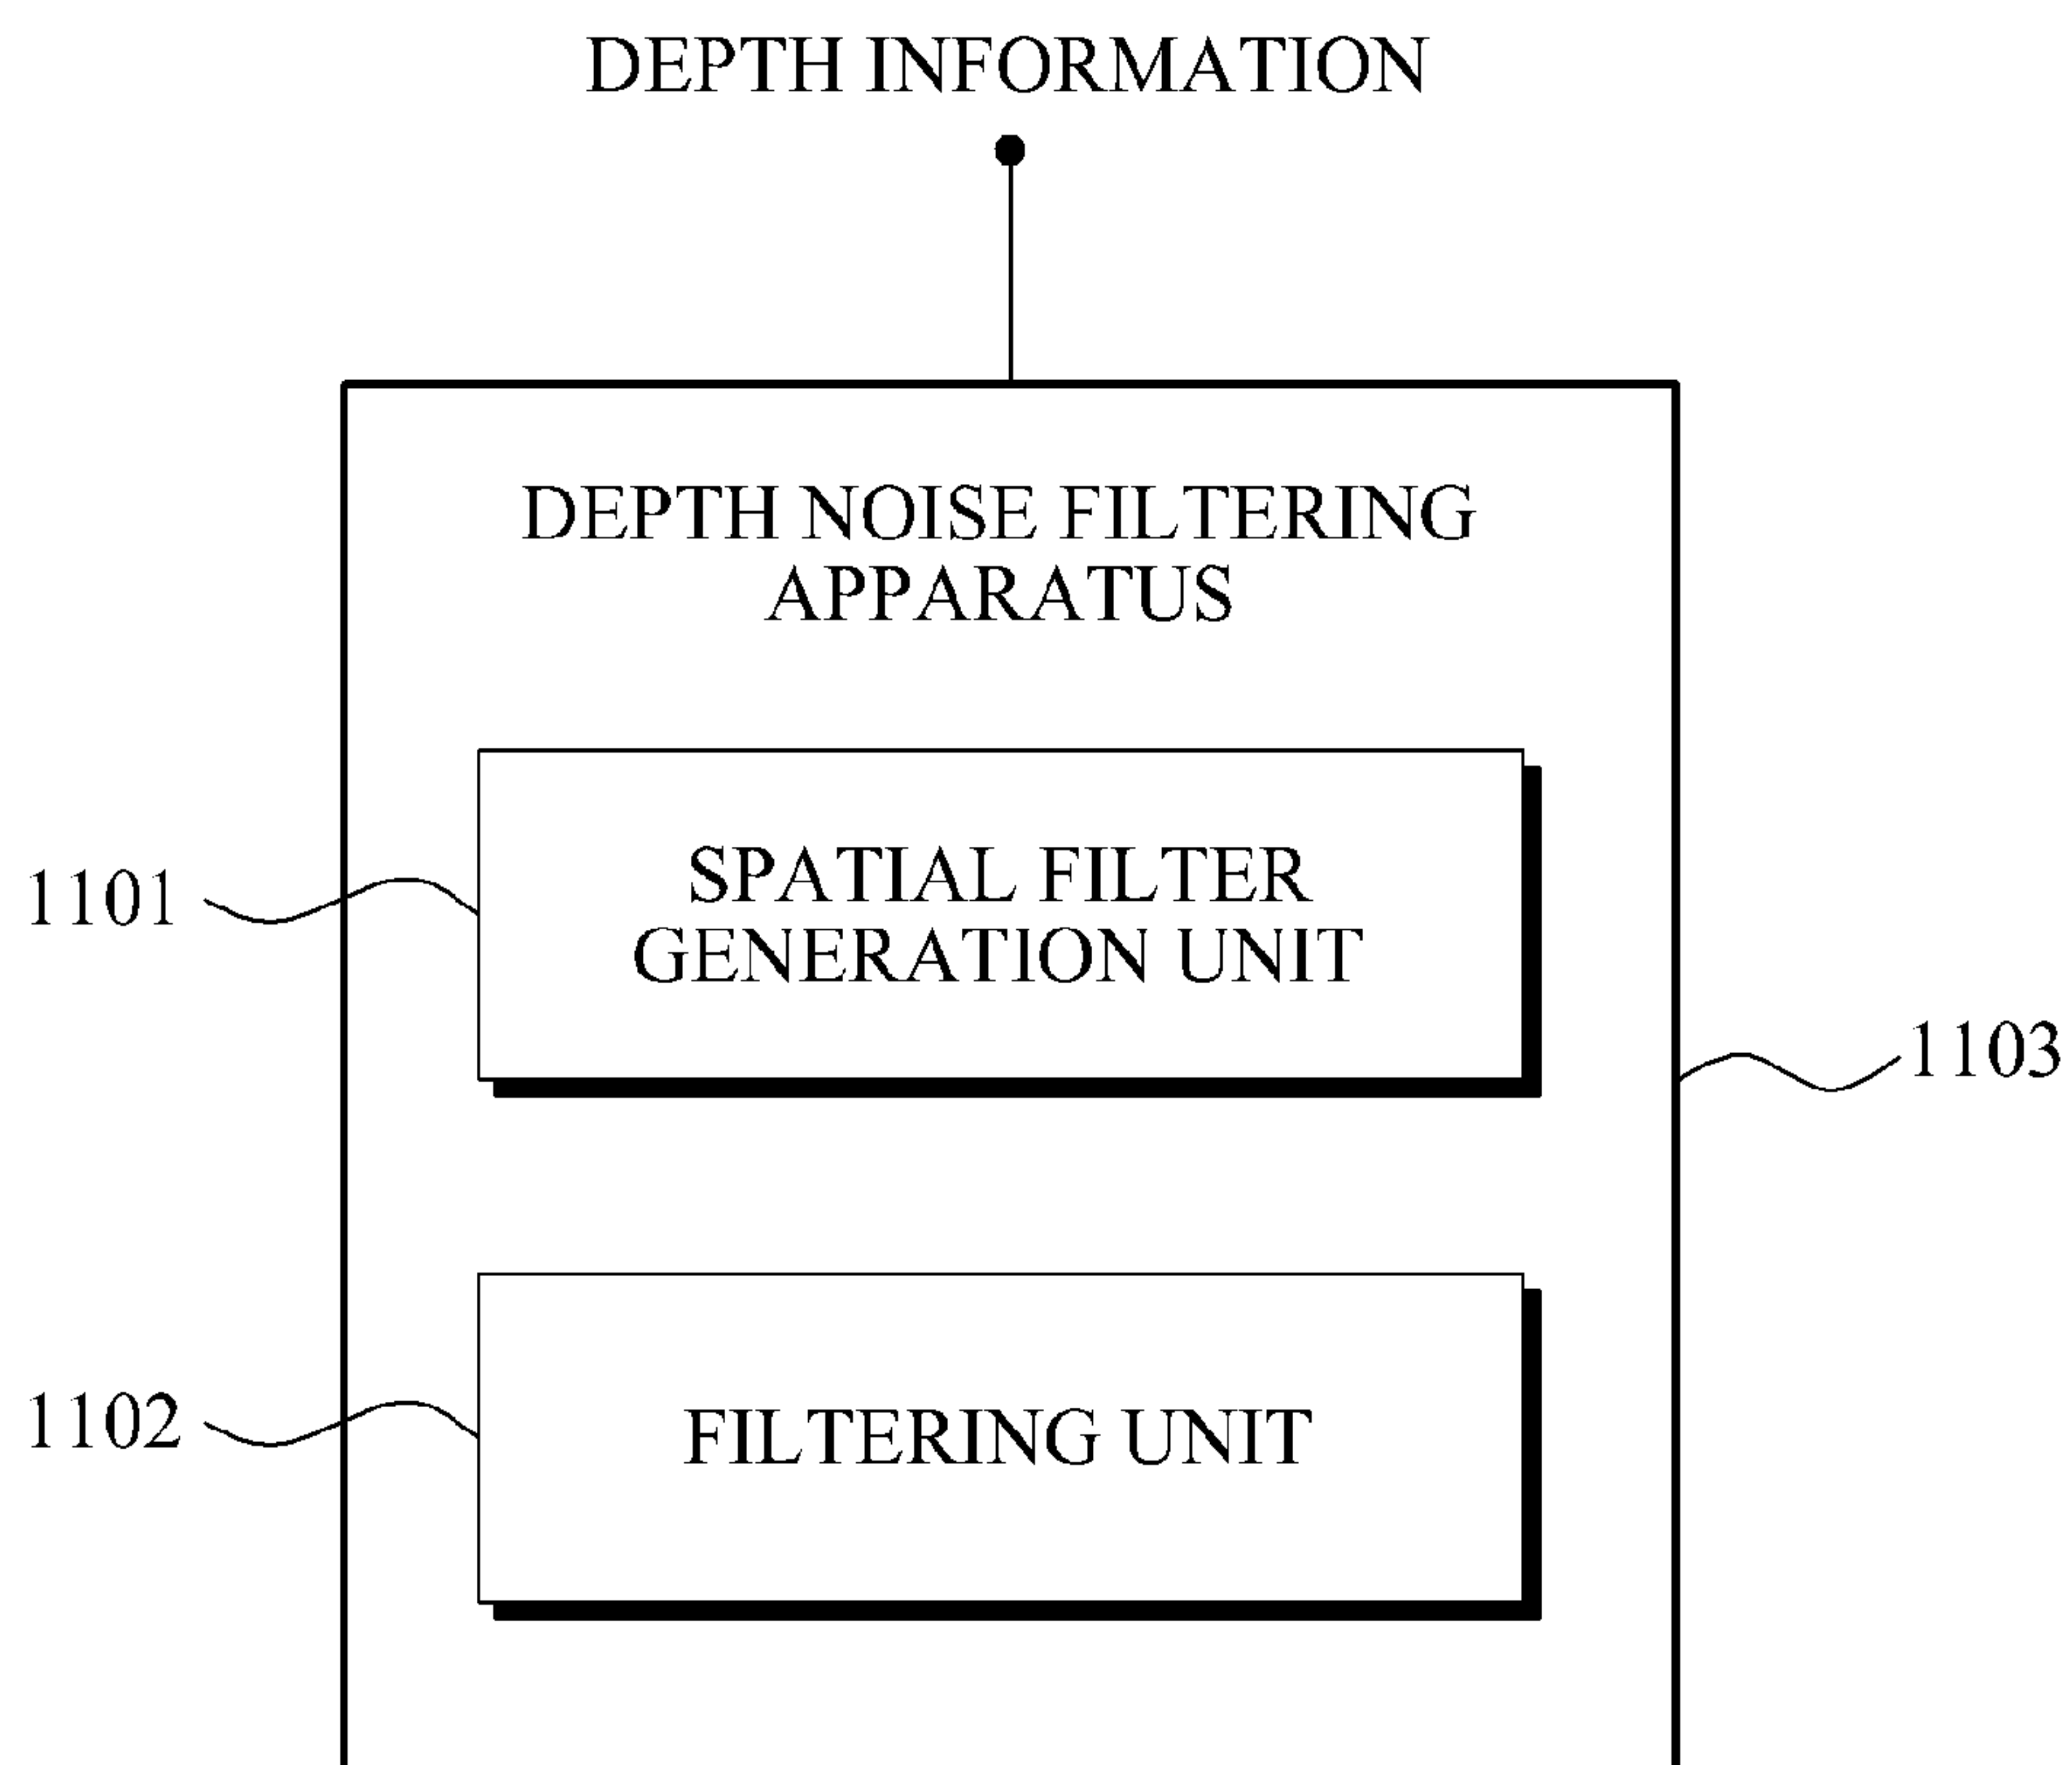 DEPTH INFORMATION
DEPTH NOISE FILTERING
APPARATUS
SPATIAL FILTER
GENERATION UNIT
1101
1103
FILTERING UNIT
1102